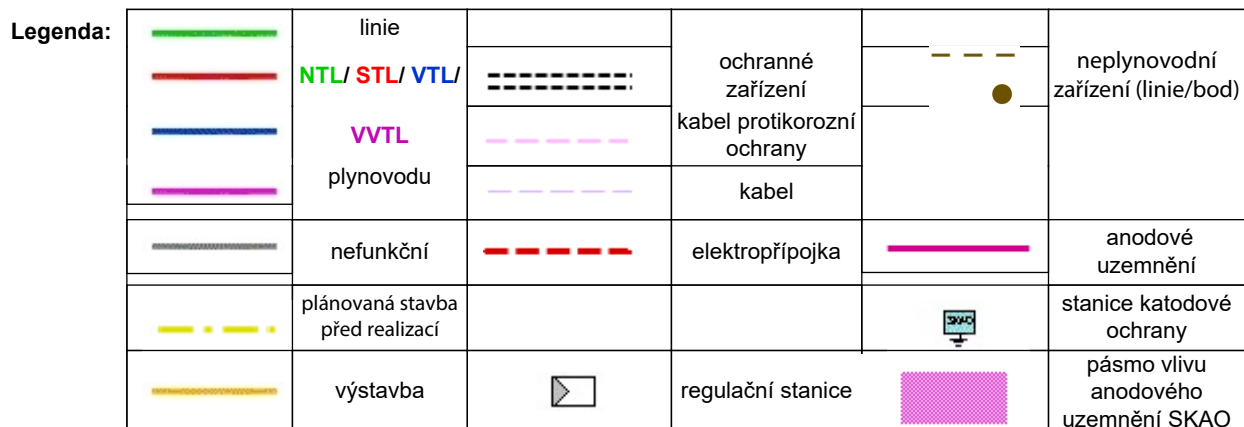 Legenda:
linie
NTL/ STL/ VTL/
VVTL
plynovodu
ochranné
zařízení
kabel protikorozní
ochrany
kabel
neplynovodní
zařízení (linie/bod)
nefunkční
elektropřípojka
anodové
uzemnění
plánovaná stavba
před realizací
SKAO
stanice katodové
ochrany
výstavba
regulační stanice
pásmo vlivu
anodového
uzemnění SKAO